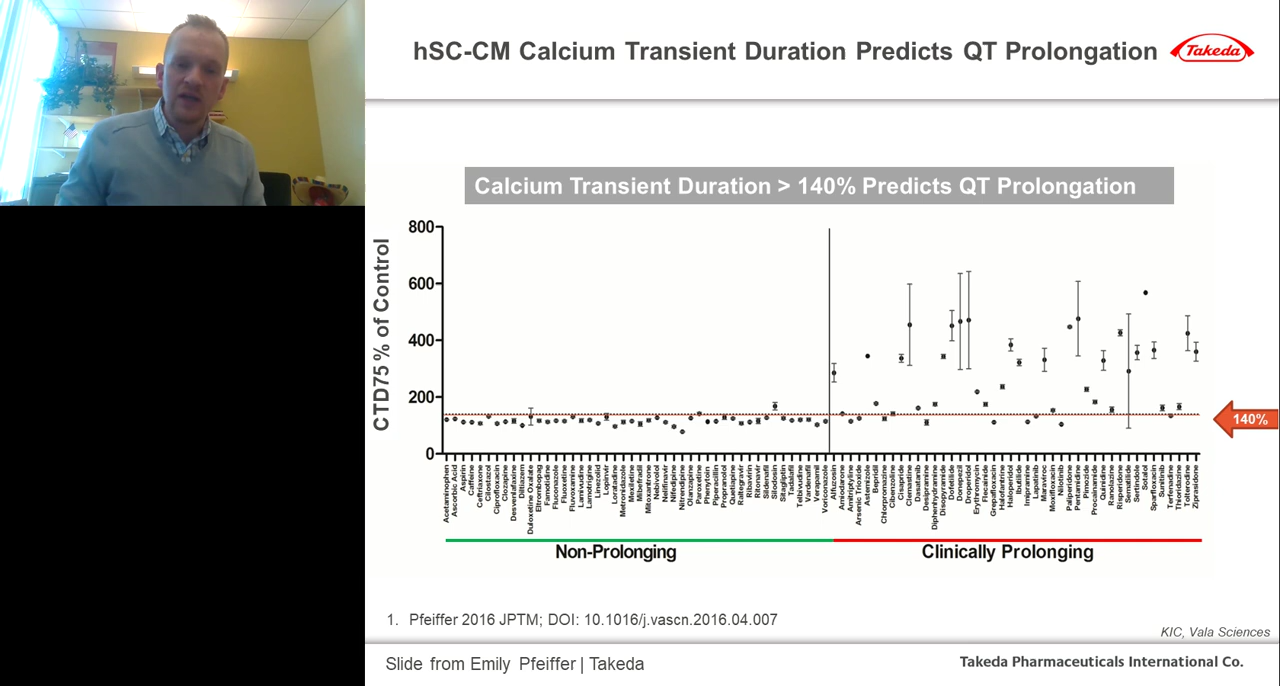 hSC-CM Calcium Transient Duration Predicts QT Prolongation
Takeda
Calcium Transient Duration > 140% Predicts QT Prolongation
CTD75 % of Control
800
600
400
200
0
140%
Acetaminophen
Ascorbic Acid
Aspirin
Caffeine
Ceftriaxone
Cilostazol
Ciprofloxacin
Clozapine
Desvenlafaxine
Diltiazem
Duloxetine Oxalate
Eltrombopag
Famotidine
Fluconazole
Fluoxetine
Fluvoxamine
Lamivudine
Lamotrigine
Linezolid
Lopinavir
Loratadine
Metronidazole
Mexiletine
Mibefradil
Mitoxantrone
Nebivolol
Nelfinavir
Nifedipine
Nitrendipine
Olanzapine
Paroxetine
Phenytoin
Piperacillin
Propranolol
Quetiapine
Raltegravir
Ribavirin
Ritonavir
Sildenafil
Silodosin
Sitagliptin
Tadalafil
Telbivudine
Vardenafil
Verapamil
Voriconazole
Alfuzosin
Amiodarone
Amitriptyline
Arsenic Trioxide
Astemizole
Bepridil
Chlorpromazine
Cibenzoline
Cisapride
Clemastine
Dasatanib
Desipramine
Diphenhydramine
Disopyramide
Dofetilide
Donepezil
Droperidol
Erythromycin
Flecainide
Grepafloxacin
Halofantrine
Haloperidol
Ibutilide
Imipramine
Lapatinib
Maraviroc
Moxifloxacin
Nilotinib
Paliperidone
Pentamidine
Pimozide
Procainamide
Quinidine
Ranolazine
Risperidone
Sematilide
Sertindole
Sotalol
Sparfloxacin
Sunitinib
Terfenadine
Thioridazine
Tolterodine
Ziprasidone
Non-Prolonging
Clinically Prolonging
1. Pfeiffer 2016 JPTM; DOI: 10.1016/j.vascn.2016.04.007
KIC, Vala Sciences
Slide from Emily Pfeiffer | Takeda
Takeda Pharmaceuticals International Co.